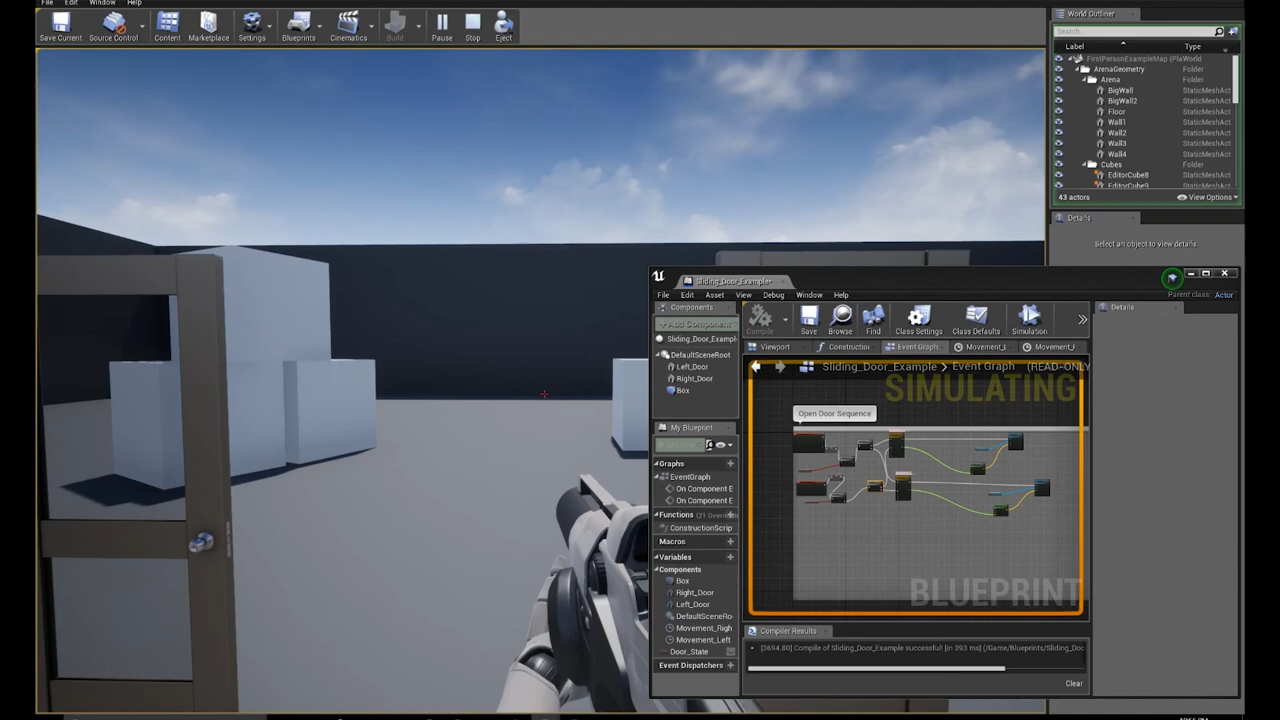 File Edit Window Help
Save Current Source Control Content Marketplace Settings Blueprints Cinematics Build Pause Stop Eject
World Outliner
Search...
Label Type
FirstPersonExampleMap (Pla World
ArenaGeometry Folder
Arena Folder
BigWall StaticMeshAct
BigWall2 StaticMeshAct
Floor StaticMeshAct
Wall1 StaticMeshAct
Wall2 StaticMeshAct
Wall3 StaticMeshAct
Wall4 StaticMeshAct
Cubes Folder
EditorCube8 StaticMeshAct
EditorCube9 StaticMeshAct
43 actors View Options
Details
Select an object to view details.
Sliding_Door_Example*
File Edit Asset View Debug Window Help
Parent class: Actor
Components
+ Add Component
Sliding_Door_Example
DefaultSceneRoot
Left_Door
Right_Door
Box
Compile Save Browse Find Class Settings Class Defaults Simulation
Details
Viewport Constructio Event Graph Movement_L Movement_F
Sliding_Door_Example > Event Graph (READ-ONLY
SIMULATING
Open Door Sequence
BLUEPRINT
My Blueprint
Graphs
EventGraph
On Component B
On Component E
Functions (21 Overrid
ConstructionScrip
Macros
Variables
Components
Box
Right_Door
Left_Door
DefaultSceneRo
Movement_Righ
Movement_Left
Door_State
Event Dispatchers
Compiler Results
[3694.80] Compile of Sliding_Door_Example successful! [in 393 ms] (/Game/Blueprints/Sliding_Doo
Clear